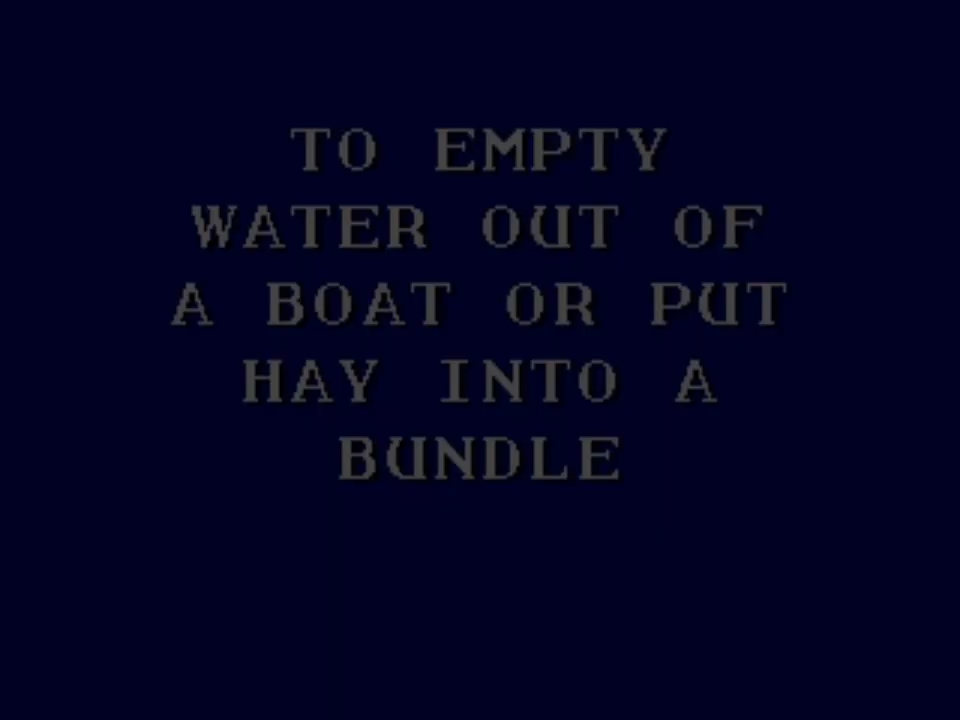 TO EMPTY
WATER OUT OF
A BOAT OR PUT
HAY INTO A
BUNDLE